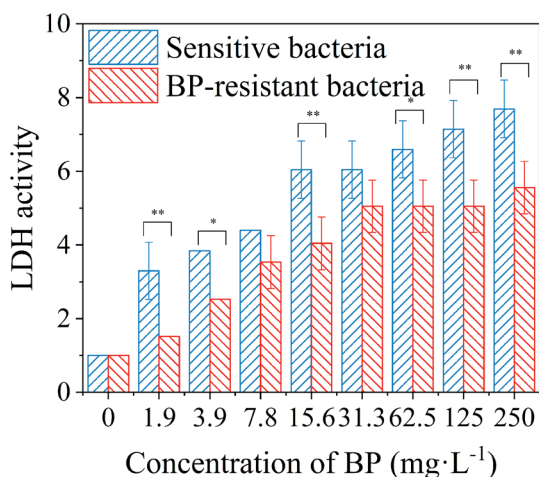 10
8
6
4
2
0
LDH activity
Sensitive bacteria
BP-resistant bacteria
**
*
**
*
**
**
0 1.9 3.9 7.8 15.6 31.3 62.5 125 250
Concentration of BP (mg·L⁻¹)